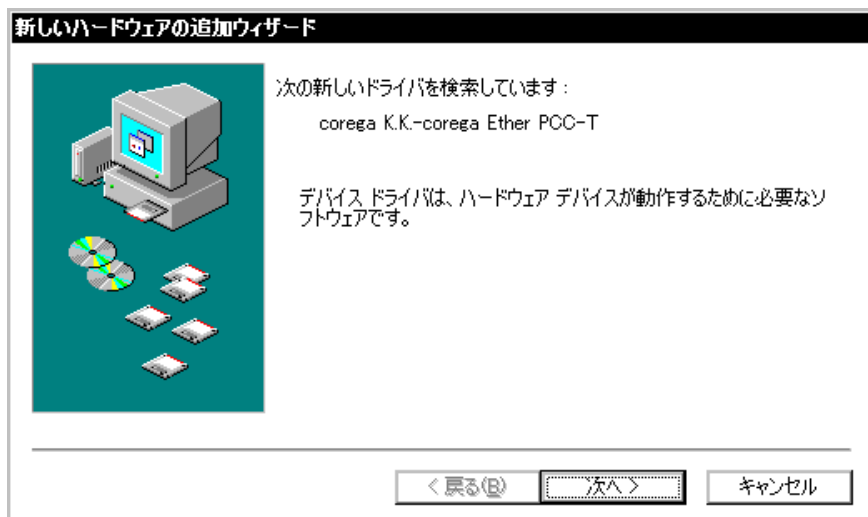 新しいハードウェアの追加ウィザード
次の新しいドライバを検索しています：
corega K.K.-corega Ether PCC-T
デバイス ドライバは、ハードウェア デバイスが動作するために必要なソ
フトウェアです。
< 戻る(B)
次へ >
キャンセル